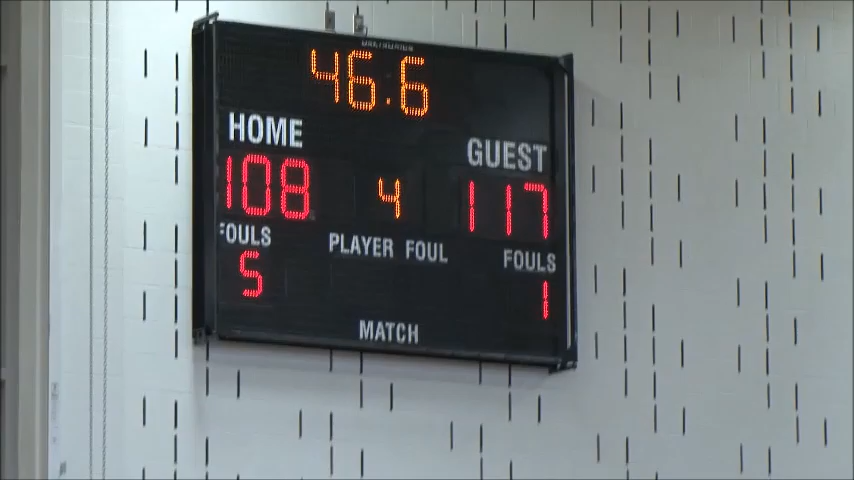 46.6
HOME
GUEST
108
4
117
FOULS
PLAYER FOUL
FOULS
5
1
MATCH